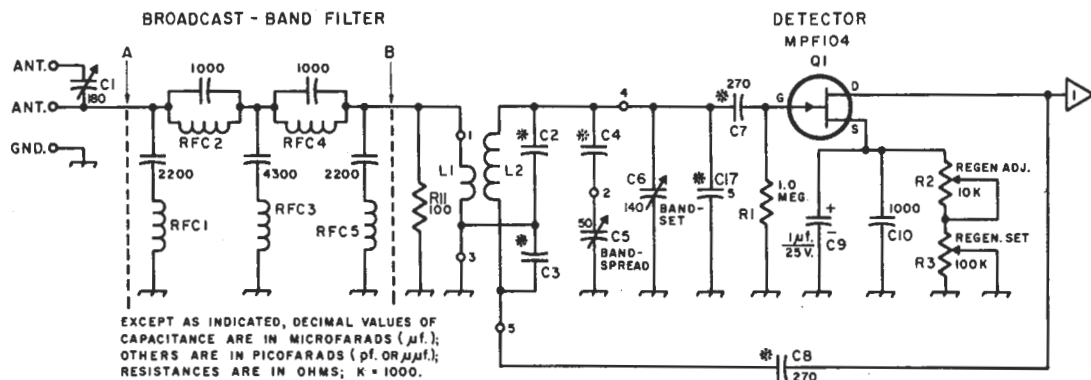 BROADCAST - BAND FILTER
DETECTOR
MPF104
Q1
A
B
ANT.
C1
180
ANT.
GND.
1000
RFC2
1000
RFC4
2200
4300
2200
RFC1
RFC3
RFC5
R11
100
1
L1
3
L2
* C2
* C3
5
4
* C4
2
50
C5
BAND-
SPREAD
C6
140
BAND-
SET
* C17
5
270
*
C7
R1
1.0
MEG.
G
D
S
1
+
1µf.
25V.
C9
1000
C10
R2
REGEN ADJ.
10K
REGEN. SET
R3
100K
* C8
270
EXCEPT AS INDICATED, DECIMAL VALUES OF
CAPACITANCE ARE IN MICROFARADS (µf.);
OTHERS ARE IN PICOFARADS (pf. OR µµf.);
RESISTANCES ARE IN OHMS; K = 1000.